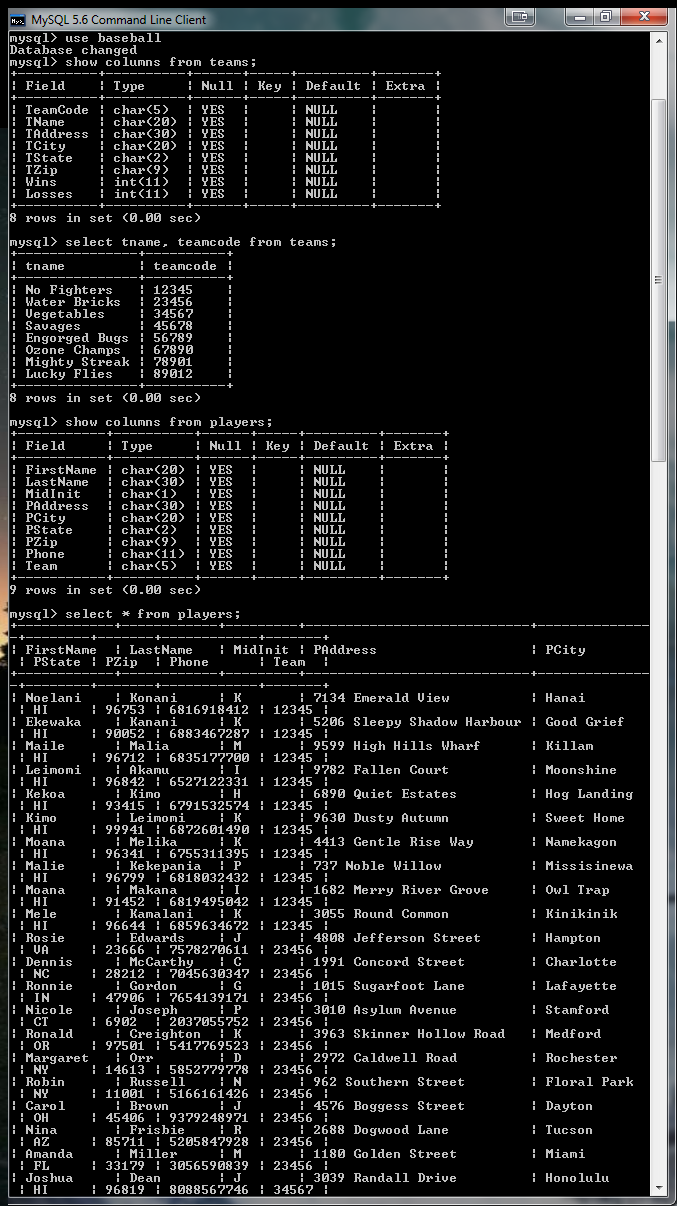 MySQL 5.6 Command Line Client
mysql> use baseball
Database changed
mysql> show columns from teams;
+-----------+----------+------+-----+---------+-------+
| Field     | Type     | Null | Key | Default | Extra |
+-----------+----------+------+-----+---------+-------+
| TeamCode  | char(5)  | YES  |     | NULL    |       |
| TName     | char(20) | YES  |     | NULL    |       |
| TAddress  | char(30) | YES  |     | NULL    |       |
| TCity     | char(20) | YES  |     | NULL    |       |
| TState    | char(2)  | YES  |     | NULL    |       |
| TZip      | char(9)  | YES  |     | NULL    |       |
| Wins      | int(11)  | YES  |     | NULL    |       |
| Losses    | int(11)  | YES  |     | NULL    |       |
+-----------+----------+------+-----+---------+-------+
8 rows in set (0.00 sec)
mysql> select tname, teamcode from teams;
+---------------+----------+
| tname         | teamcode |
+---------------+----------+
| No Fighters   | 12345    |
| Water Bricks  | 23456    |
| Vegetables    | 34567    |
| Savages       | 45678    |
| Engorged Bugs | 56789    |
| Ozone Champs  | 67890    |
| Mighty Streak | 78901    |
| Lucky Flies   | 89012    |
+---------------+----------+
8 rows in set (0.00 sec)
mysql> show columns from players;
+-----------+----------+------+-----+---------+-------+
| Field     | Type     | Null | Key | Default | Extra |
+-----------+----------+------+-----+---------+-------+
| FirstName | char(20) | YES  |     | NULL    |       |
| LastName  | char(30) | YES  |     | NULL    |       |
| MidInit   | char(1)  | YES  |     | NULL    |       |
| PAddress  | char(30) | YES  |     | NULL    |       |
| PCity     | char(20) | YES  |     | NULL    |       |
| PState    | char(2)  | YES  |     | NULL    |       |
| PZip      | char(9)  | YES  |     | NULL    |       |
| Phone     | char(11) | YES  |     | NULL    |       |
| Team      | char(5)  | YES  |     | NULL    |       |
+-----------+----------+------+-----+---------+-------+
9 rows in set (0.00 sec)
mysql> select * from players;
| FirstName | LastName | MidInit | PAddress | PCity
| PState | PZip | Phone | Team |
| Noelani | Konani | K | 7134 Emerald View | Hanai
| HI | 96753 | 6816918412 | 12345 |
| Ekewaka | Kanani | K | 5206 Sleepy Shadow Harbour | Good Grief
| HI | 90052 | 6883467287 | 12345 |
| Maile | Malia | M | 9599 High Hills Wharf | Killam
| HI | 96712 | 6835177700 | 12345 |
| Leimomi | Akamu | I | 9782 Fallen Court | Moonshine
| HI | 96842 | 6527122331 | 12345 |
| Kekoa | Kimo | H | 6890 Quiet Estates | Hog Landing
| HI | 93415 | 6791532574 | 12345 |
| Kimo | Leimomi | K | 9630 Dusty Autumn | Sweet Home
| HI | 99941 | 6872601490 | 12345 |
| Moana | Melika | K | 4413 Gentle Rise Way | Namekagon
| HI | 96341 | 6755311395 | 12345 |
| Malie | Kekepania | P | 737 Noble Willow | Missisinewa
| HI | 96799 | 6818032432 | 12345 |
| Moana | Makana | I | 1682 Merry River Grove | Owl Trap
| HI | 91452 | 6819495042 | 12345 |
| Mele | Kamalani | K | 3055 Round Common | Kinikinik
| HI | 96644 | 6859634672 | 12345 |
| Rosie | Edwards | J | 4808 Jefferson Street | Hampton
| VA | 23666 | 7578270611 | 23456 |
| Dennis | McCarthy | C | 1991 Concord Street | Charlotte
| NC | 28212 | 7045630347 | 23456 |
| Ronnie | Gordon | G | 1015 Sugarfoot Lane | Lafayette
| IN | 47906 | 7654139171 | 23456 |
| Nicole | Joseph | P | 3010 Asylum Avenue | Stamford
| CT | 6902 | 2037055752 | 23456 |
| Ronald | Creighton | K | 3963 Skinner Hollow Road | Medford
| OR | 97501 | 5417769523 | 23456 |
| Margaret | Orr | D | 2972 Caldwell Road | Rochester
| NY | 14613 | 5852779778 | 23456 |
| Robin | Russell | N | 962 Southern Street | Floral Park
| NY | 11001 | 5166161426 | 23456 |
| Carol | Brown | J | 4576 Boggess Street | Dayton
| OH | 45406 | 9379248971 | 23456 |
| Nina | Frisbie | R | 2688 Dogwood Lane | Tucson
| AZ | 85711 | 5205847928 | 23456 |
| Amanda | Miller | M | 1180 Golden Street | Miami
| FL | 33179 | 3056590839 | 23456 |
| Joshua | Dean | J | 3039 Randall Drive | Honolulu
| HI | 96819 | 8088567746 | 34567 |